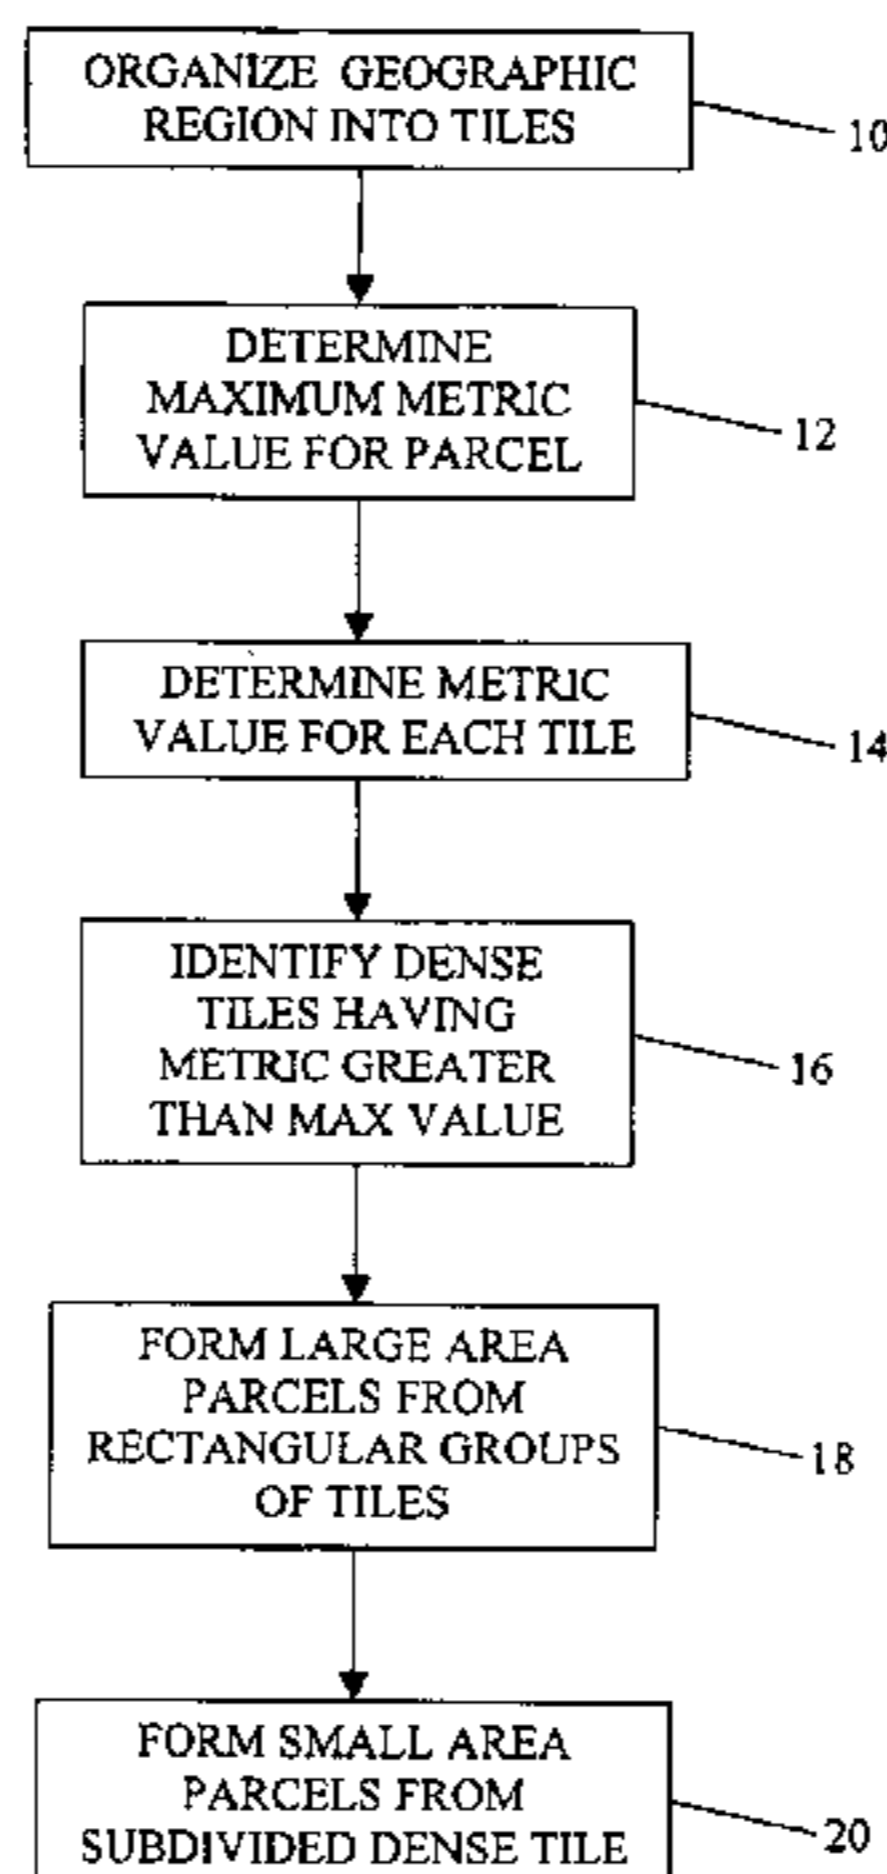 ORGANIZE GEOGRAPHIC
REGION INTO TILES
10
DETERMINE
MAXIMUM METRIC
VALUE FOR PARCEL
12
DETERMINE METRIC
VALUE FOR EACH TILE
14
IDENTIFY DENSE
TILES HAVING
METRIC GREATER
THAN MAX VALUE
16
FORM LARGE AREA
PARCELS FROM
RECTANGULAR GROUPS
OF TILES
18
FORM SMALL AREA
PARCELS FROM
SUBDIVIDED DENSE TILE
20